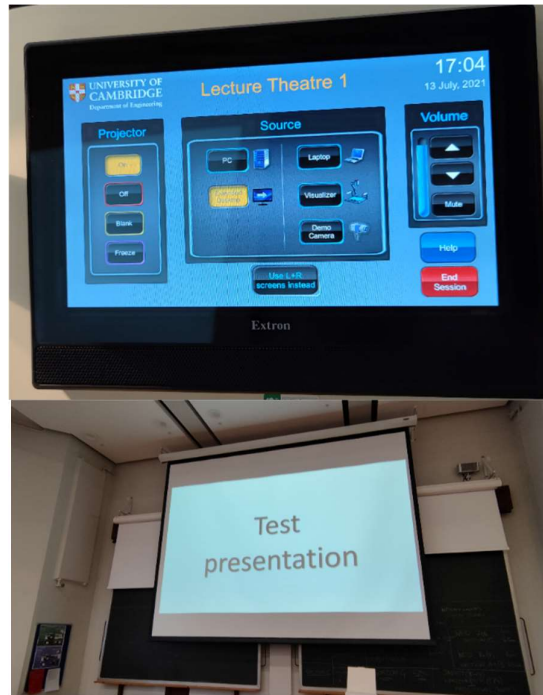 UNIVERSITY OF
CAMBRIDGE
Department of Engineering
Lecture Theatre 1
17:04
13 July, 2021
Projector
On
Off
Blank
Freeze
Source
PC
Laptop
Visualizer
Demo
Camera
Use L+R
screens instead
Volume
Mute
Help
End
Session
Extron
Test
presentation